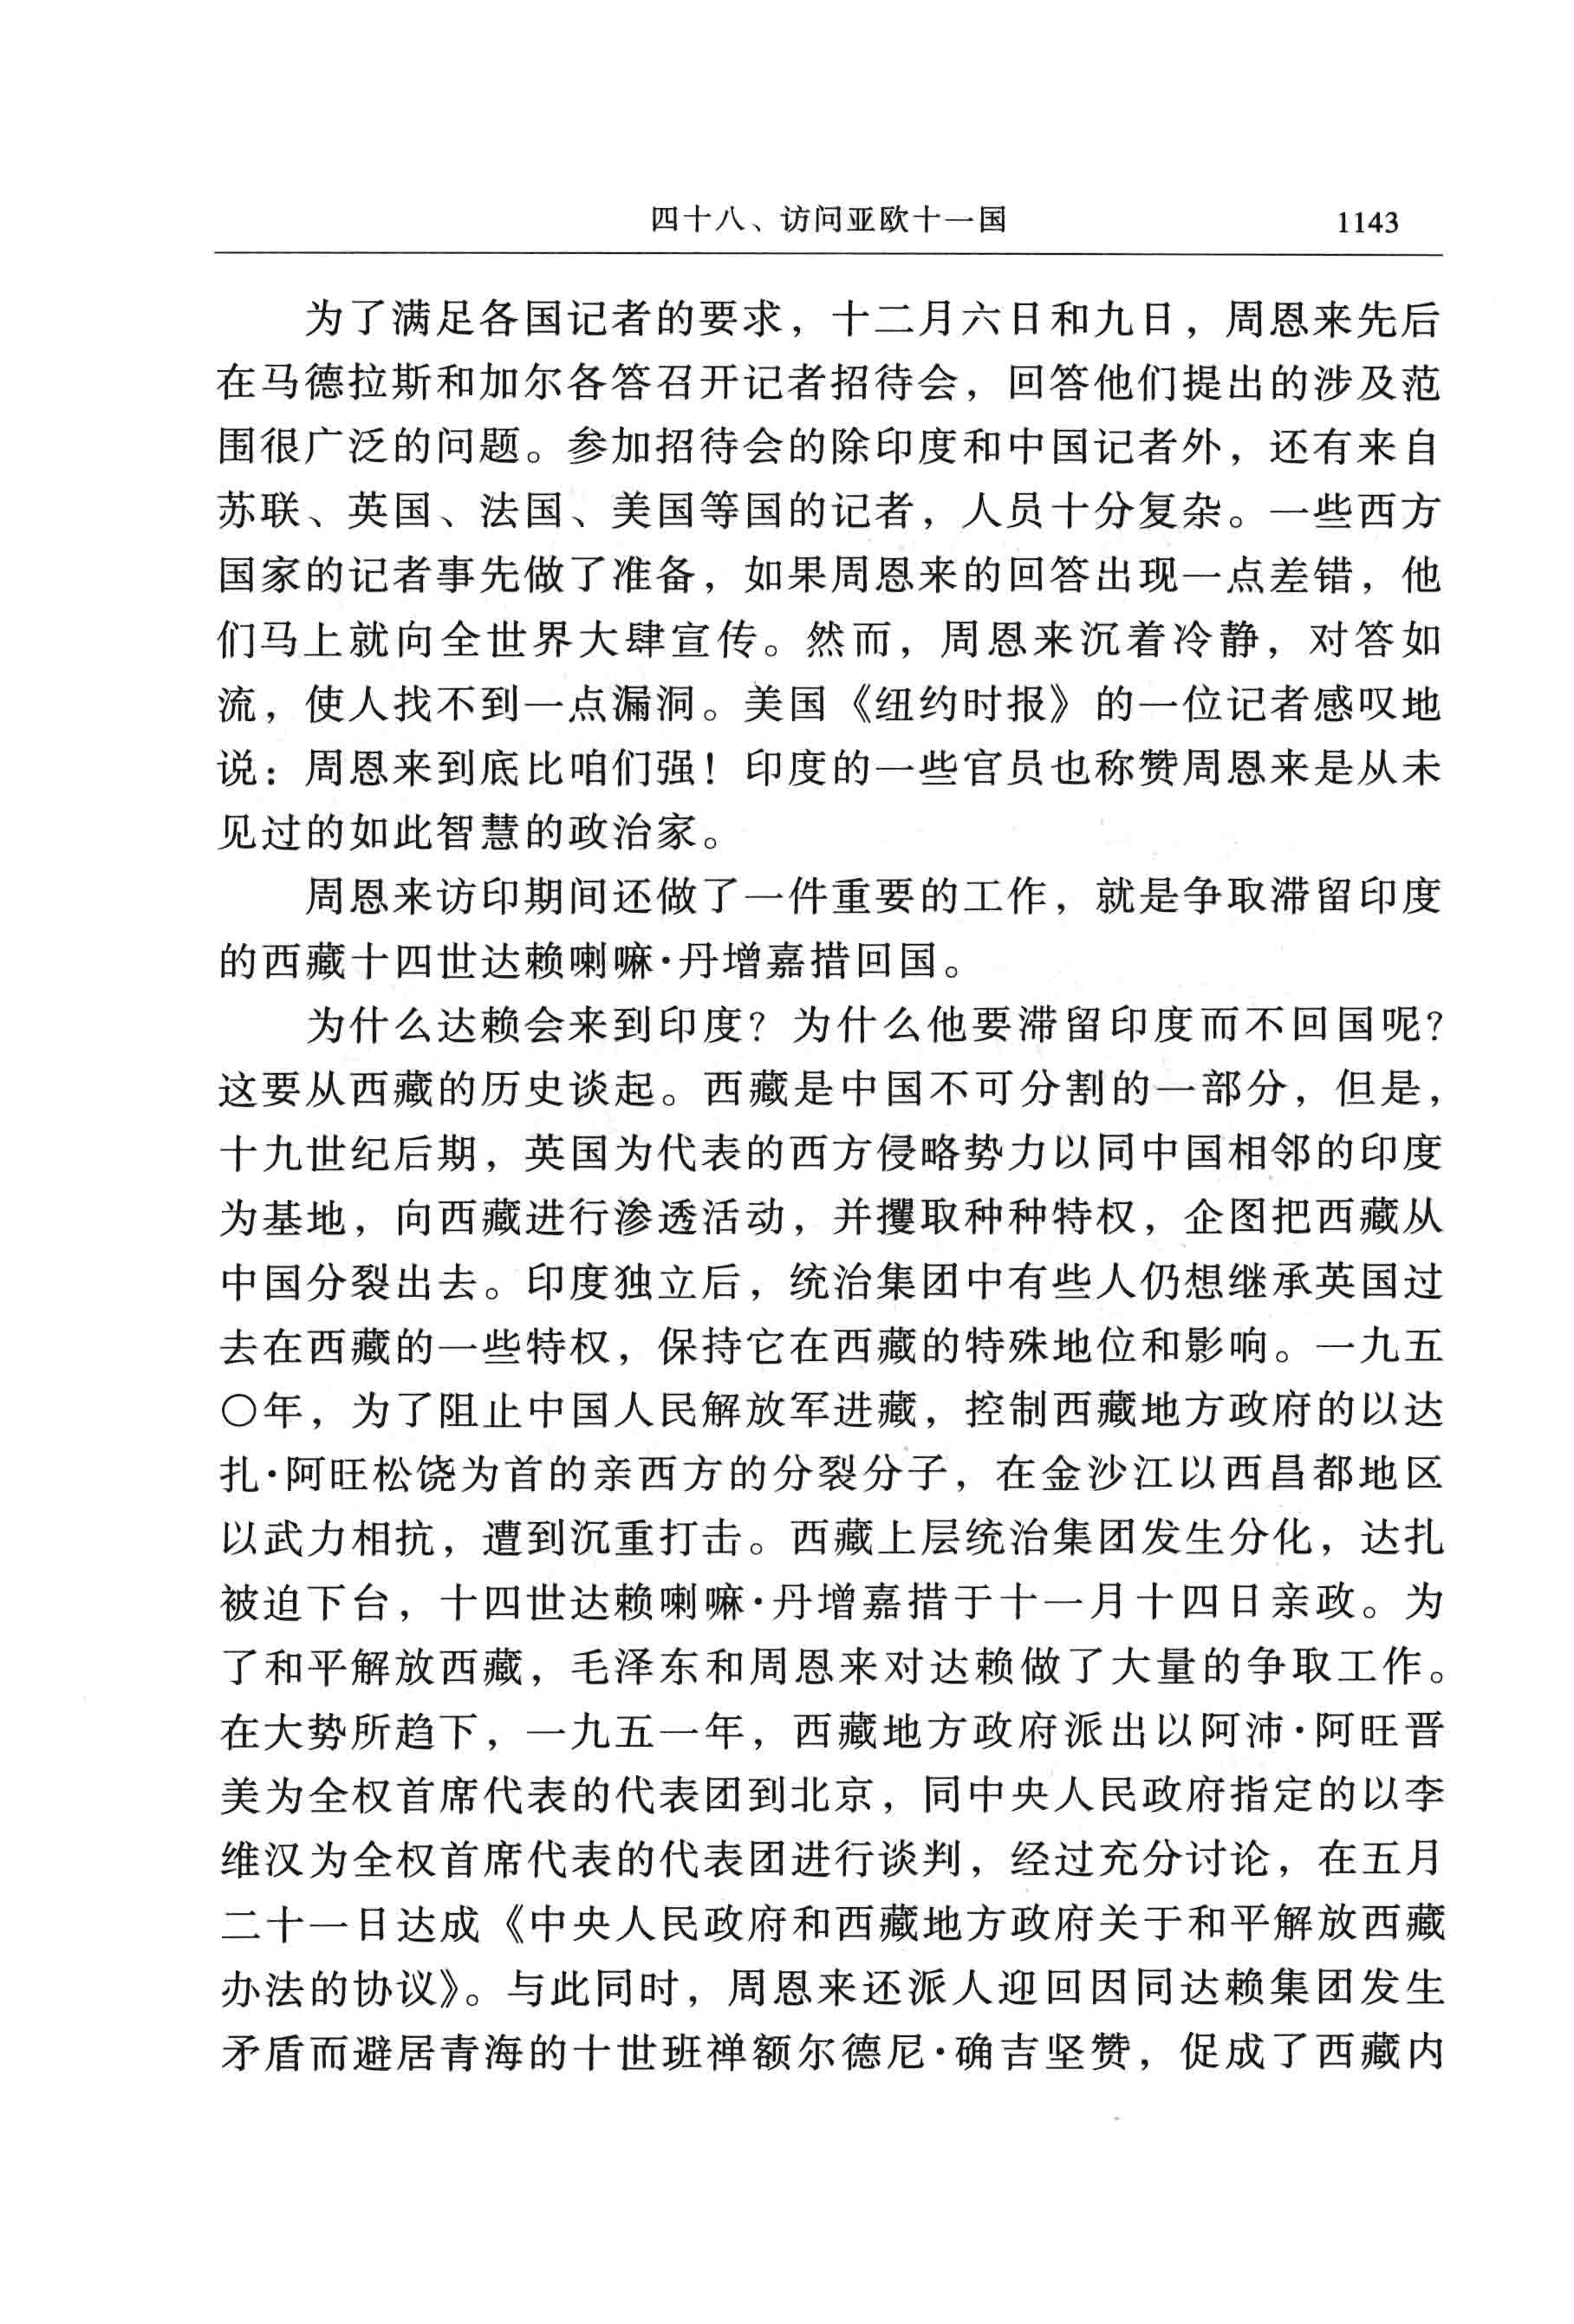 四十八、访问亚欧十一国 1143
为了满足各国记者的要求，十二月六日和九日，周恩来先后
在马德拉斯和加尔各答召开记者招待会，回答他们提出的涉及范
围很广泛的问题。参加招待会的除印度和中国记者外，还有来自
苏联、英国、法国、美国等国的记者，人员十分复杂。一些西方
国家的记者事先做了准备，如果周恩来的回答出现一点差错，他
们马上就向全世界大肆宣传。然而，周恩来沉着冷静，对答如
流，使人找不到一点漏洞。美国《纽约时报》的一位记者感叹地
说：周恩来到底比咱们强！印度的一些官员也称赞周恩来是从未
见过的如此智慧的政治家。
周恩来访印期间还做了一件重要的工作，就是争取滞留印度
的西藏十四世达赖喇嘛·丹增嘉措回国。
为什么达赖会来到印度？为什么他要滞留印度而不回国呢？
这要从西藏的历史谈起。西藏是中国不可分割的一部分，但是，
十九世纪后期，英国为代表的西方侵略势力以同中国相邻的印度
为基地，向西藏进行渗透活动，并攫取种种特权，企图把西藏从
中国分裂出去。印度独立后，统治集团中有些人仍想继承英国过
去在西藏的一些特权，保持它在西藏的特殊地位和影响。一九五
〇年，为了阻止中国人民解放军进藏，控制西藏地方政府的以达
扎·阿旺松饶为首的亲西方的分裂分子，在金沙江以西昌都地区
以武力相抗，遭到沉重打击。西藏上层统治集团发生分化，达扎
被迫下台，十四世达赖喇嘛·丹增嘉措于十一月十四日亲政。为
了和平解放西藏，毛泽东和周恩来对达赖做了大量的争取工作。
在大势所趋下，一九五一年，西藏地方政府派出以阿沛·阿旺晋
美为全权首席代表的代表团到北京，同中央人民政府指定的以李
维汉为全权首席代表的代表团进行谈判，经过充分讨论，在五月
二十一日达成《中央人民政府和西藏地方政府关于和平解放西藏
办法的协议》。与此同时，周恩来还派人迎回因同达赖集团发生
矛盾而避居青海的十世班禅额尔德尼·确吉坚赞，促成了西藏内